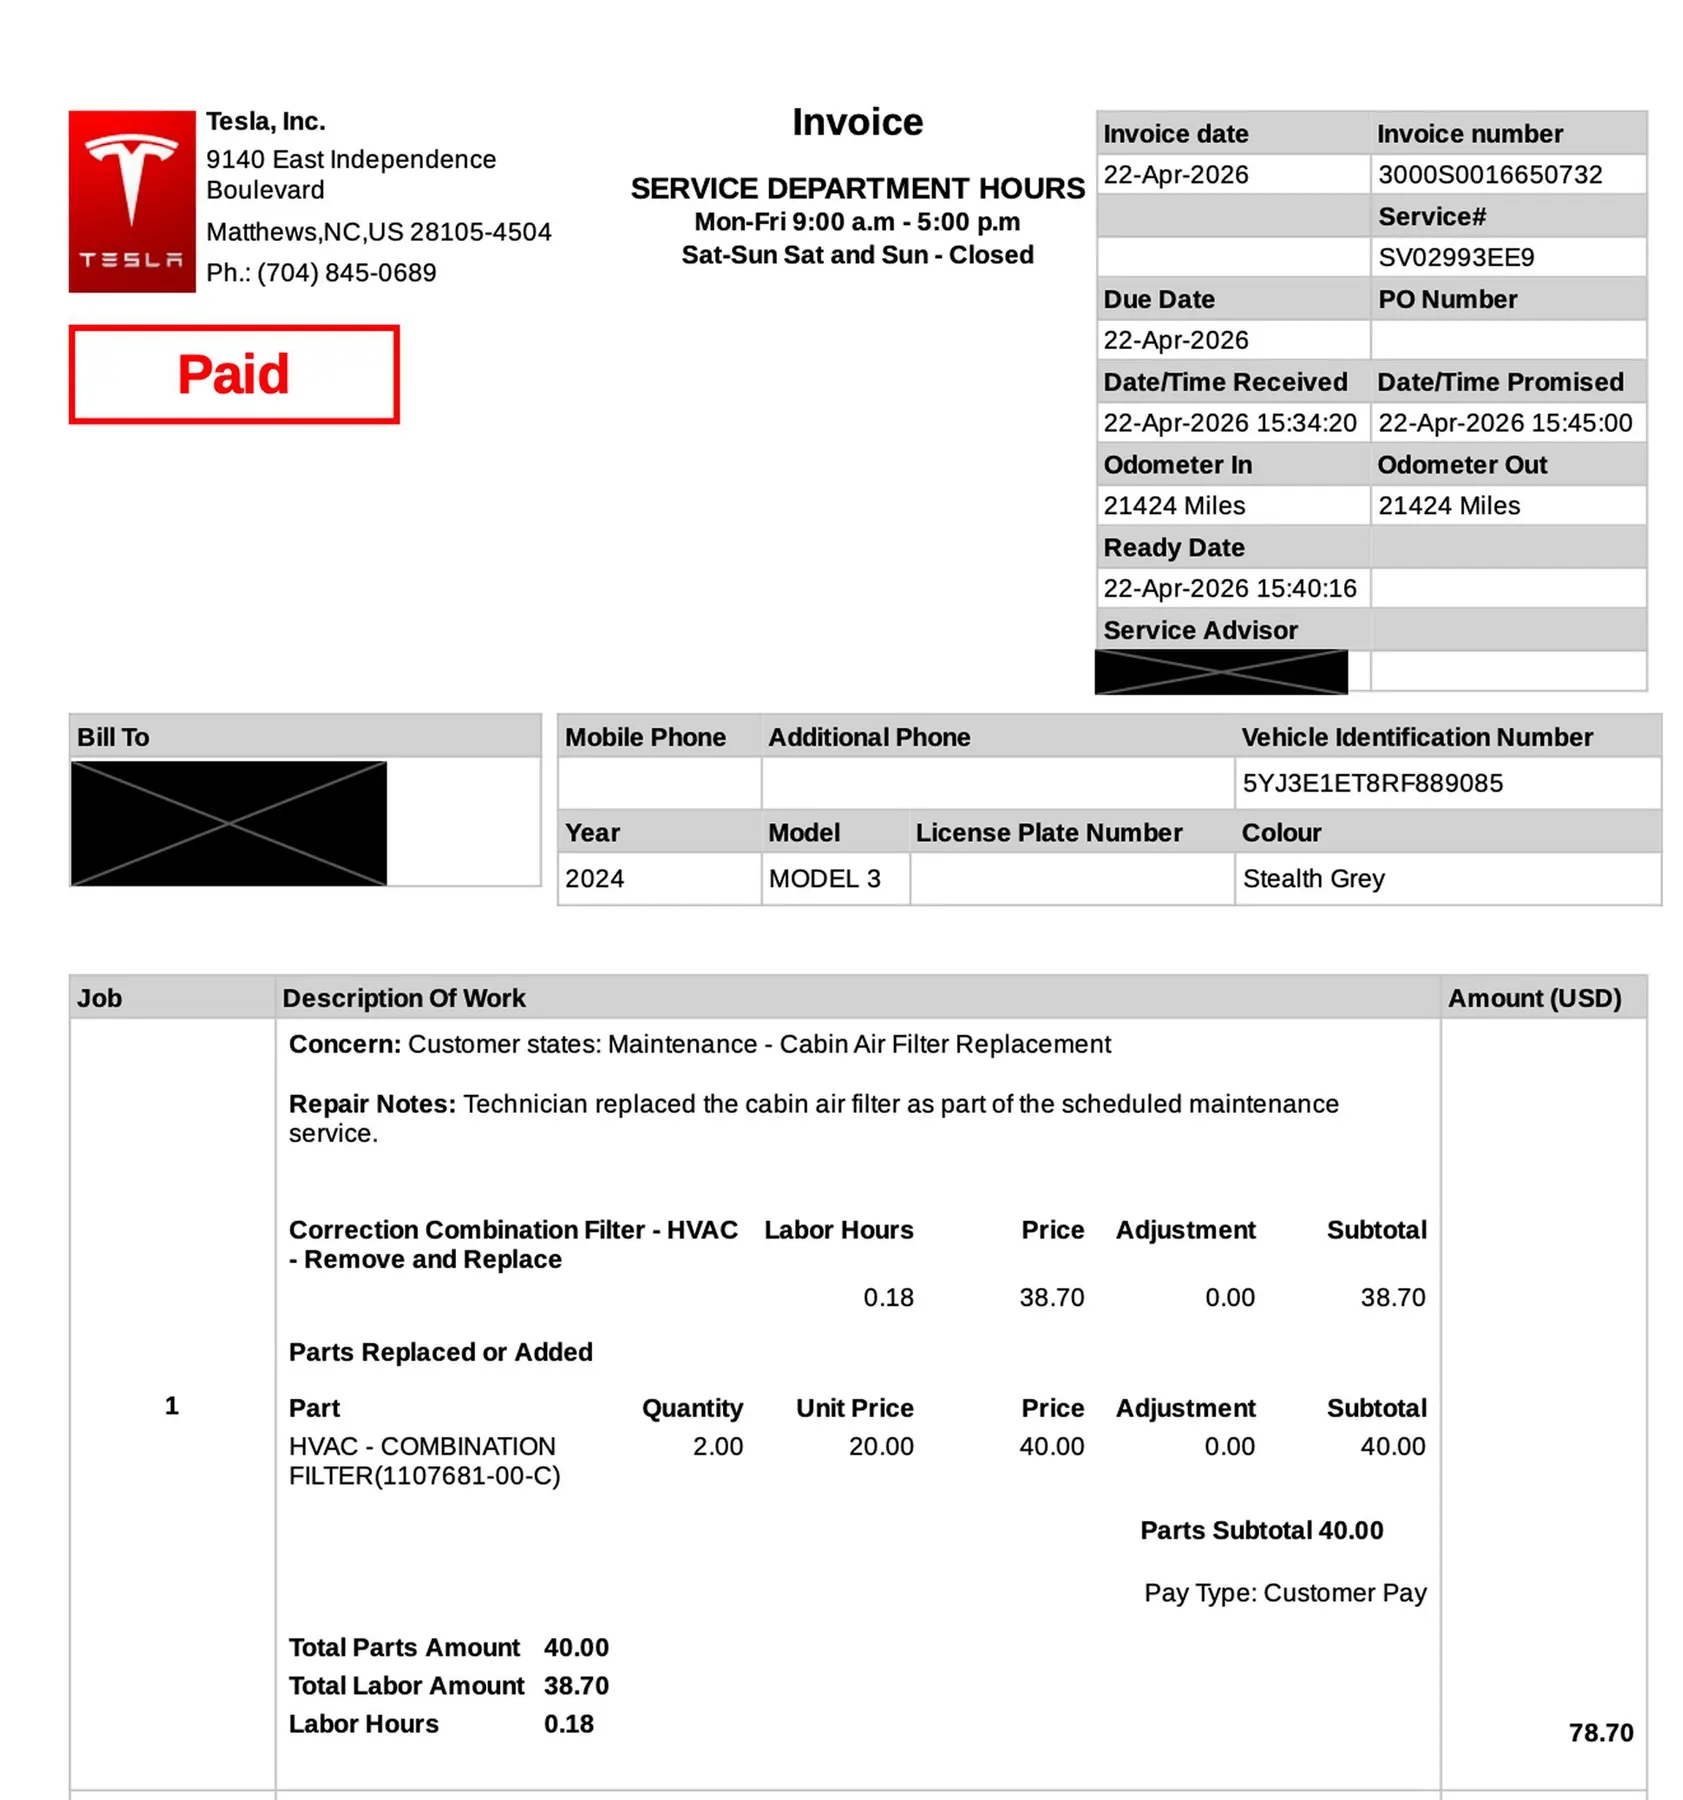 Tesla, Inc.
9140 East Independence
Boulevard
Matthews,NC,US 28105-4504
Ph.: (704) 845-0689
TESLA
Paid
Invoice
SERVICE DEPARTMENT HOURS
Mon-Fri 9:00 a.m - 5:00 p.m
Sat-Sun Sat and Sun - Closed
Invoice date Invoice number
22-Apr-2026 3000S0016650732
Service#
SV02993EE9
Due Date PO Number
22-Apr-2026
Date/Time Received Date/Time Promised
22-Apr-2026 15:34:20 22-Apr-2026 15:45:00
Odometer In Odometer Out
21424 Miles 21424 Miles
Ready Date
22-Apr-2026 15:40:16
Service Advisor
Bill To
Mobile Phone Additional Phone Vehicle Identification Number
5YJ3E1ET8RF889085
Year Model License Plate Number Colour
2024 MODEL 3 Stealth Grey
Job Description Of Work Amount (USD)
Concern: Customer states: Maintenance - Cabin Air Filter Replacement
Repair Notes: Technician replaced the cabin air filter as part of the scheduled maintenance
service.
Correction Combination Filter - HVAC Labor Hours Price Adjustment Subtotal
- Remove and Replace
0.18 38.70 0.00 38.70
Parts Replaced or Added
1
Part Quantity Unit Price Price Adjustment Subtotal
HVAC - COMBINATION 2.00 20.00 40.00 0.00 40.00
FILTER(1107681-00-C)
Parts Subtotal 40.00
Pay Type: Customer Pay
Total Parts Amount 40.00
Total Labor Amount 38.70
Labor Hours 0.18
78.70